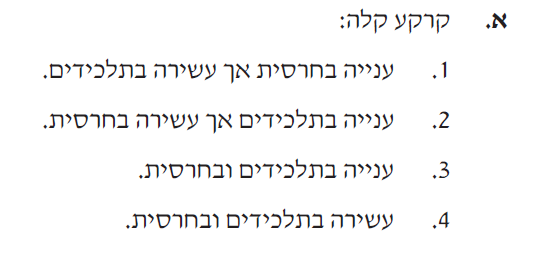 א. קרקע קלה:
1. ענייה בחרסית אך עשירה בתלכידים.
2. ענייה בתלכידים אך עשירה בחרסית.
3. ענייה בתלכידים ובחרסית.
4. עשירה בתלכידים ובחרסית.